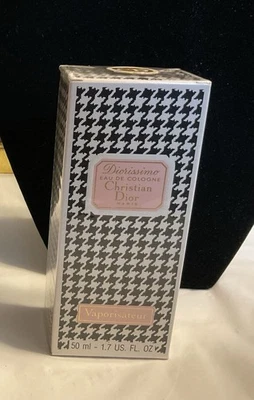 Diorissimo
EAU DE COLOGNE
Christian
Dior
PARIS
Vaporisateur
50 ml - 1.7 US. FL. OZ